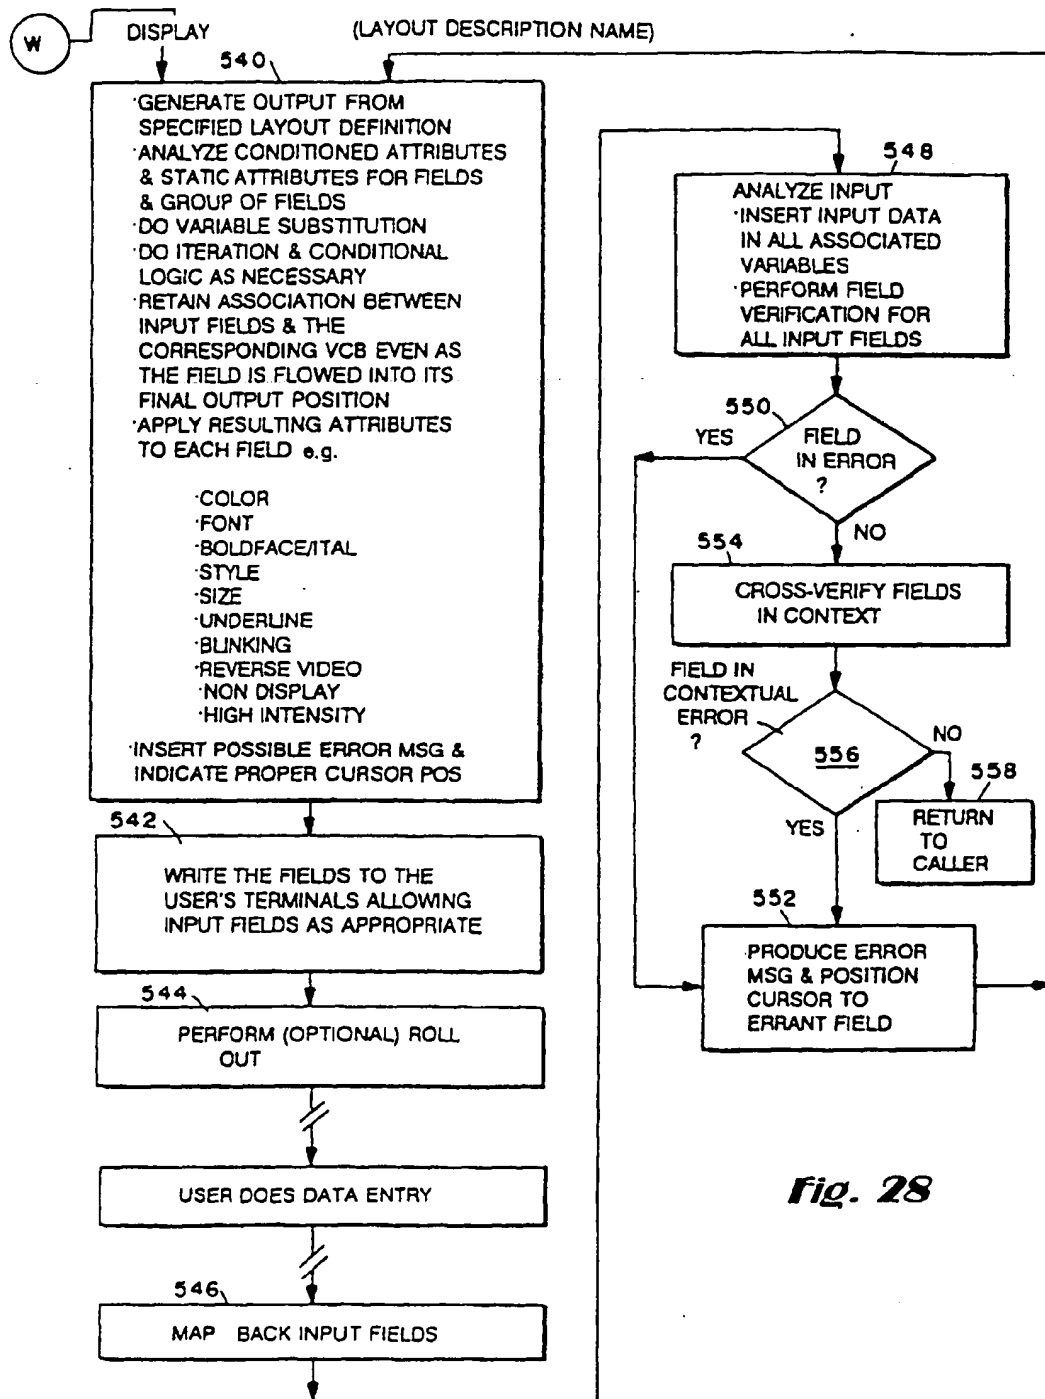 W
DISPLAY
(LAYOUT DESCRIPTION NAME)
540
·GENERATE OUTPUT FROM
SPECIFIED LAYOUT DEFINITION
·ANALYZE CONDITIONED ATTRIBUTES
& STATIC ATTRIBUTES FOR FIELDS
& GROUP OF FIELDS
·DO VARIABLE SUBSTITUTION
·DO ITERATION & CONDITIONAL
LOGIC AS NECESSARY
·RETAIN ASSOCIATION BETWEEN
INPUT FIELDS & THE
CORRESPONDING VCB EVEN AS
THE FIELD IS FLOWED INTO ITS
FINAL OUTPUT POSITION
·APPLY RESULTING ATTRIBUTES
TO EACH FIELD e.g.
·COLOR
·FONT
·BOLDFACE/ITAL
·STYLE
·SIZE
·UNDERLINE
·BLINKING
·REVERSE VIDEO
·NON DISPLAY
·HIGH INTENSITY
·INSERT POSSIBLE ERROR MSG &
INDICATE PROPER CURSOR POS
542
WRITE THE FIELDS TO THE
USER'S TERMINALS ALLOWING
INPUT FIELDS AS APPROPRIATE
544
PERFORM (OPTIONAL) ROLL
OUT
USER DOES DATA ENTRY
546
MAP BACK INPUT FIELDS
548
ANALYZE INPUT
·INSERT INPUT DATA
IN ALL ASSOCIATED
VARIABLES
·PERFORM FIELD
VERIFICATION FOR
ALL INPUT FIELDS
550
YES
FIELD
IN ERROR
?
NO
554
CROSS-VERIFY FIELDS
IN CONTEXT
FIELD IN
CONTEXTUAL
ERROR
?
556
NO
558
RETURN
TO
CALLER
YES
552
PRODUCE ERROR
MSG & POSITION
CURSOR TO
ERRANT FIELD
Fig. 28